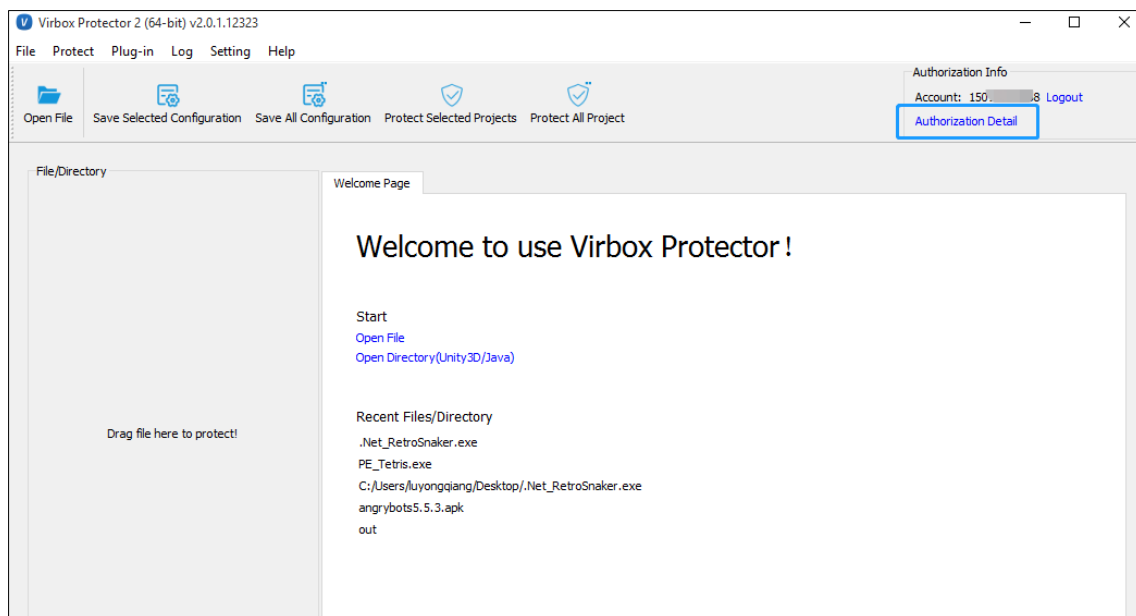 Virbox Protector 2 (64-bit) v2.0.1.12323
File Protect Plug-in Log Setting Help
Open File Save Selected Configuration Save All Configuration Protect Selected Projects Protect All Project
Authorization Info
Account: 150 8 Logout
Authorization Detail
File/Directory
Drag file here to protect!
Welcome Page
Welcome to use Virbox Protector!
Start
Open File
Open Directory(Unity3D/Java)
Recent Files/Directory
.Net_RetroSnaker.exe
PE_Tetris.exe
C:/Users/luyongqiang/Desktop/.Net_RetroSnaker.exe
angrybots5.5.3.apk
out